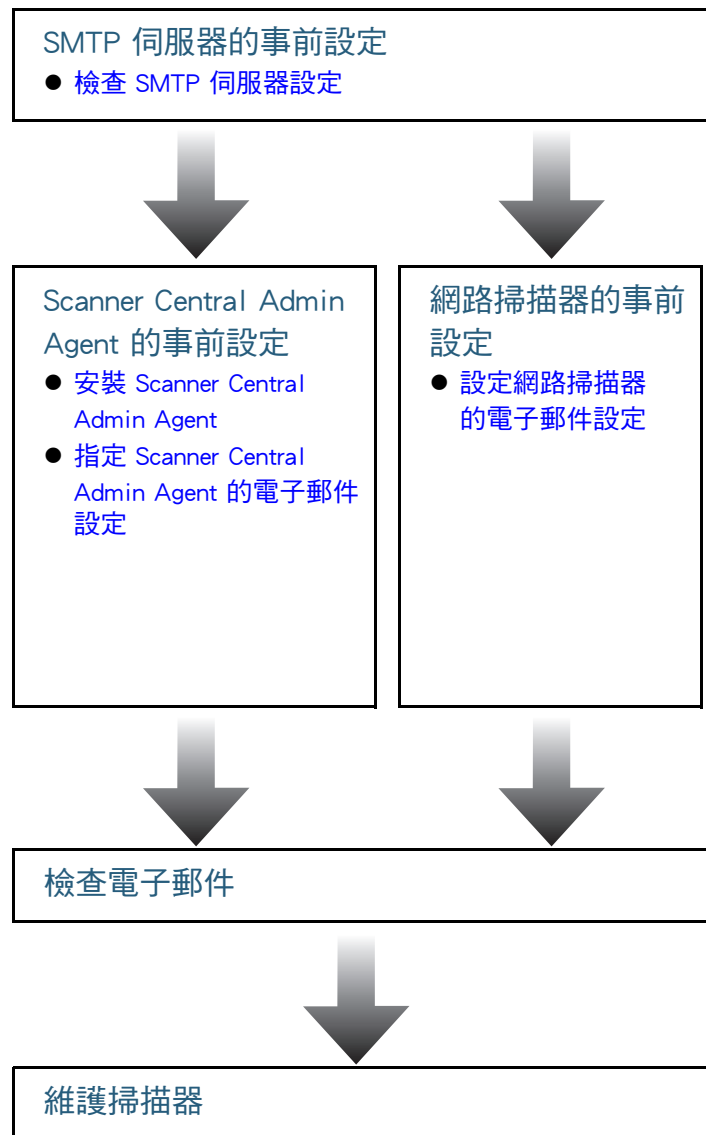 SMTP 伺服器的事前設定
● 檢查 SMTP 伺服器設定
Scanner Central Admin
Agent 的事前設定
● 安裝 Scanner Central
Admin Agent
● 指定 Scanner Central
Admin Agent 的電子郵件
設定
網路掃描器的事前
設定
● 設定網路掃描器
的電子郵件設定
檢查電子郵件
維護掃描器